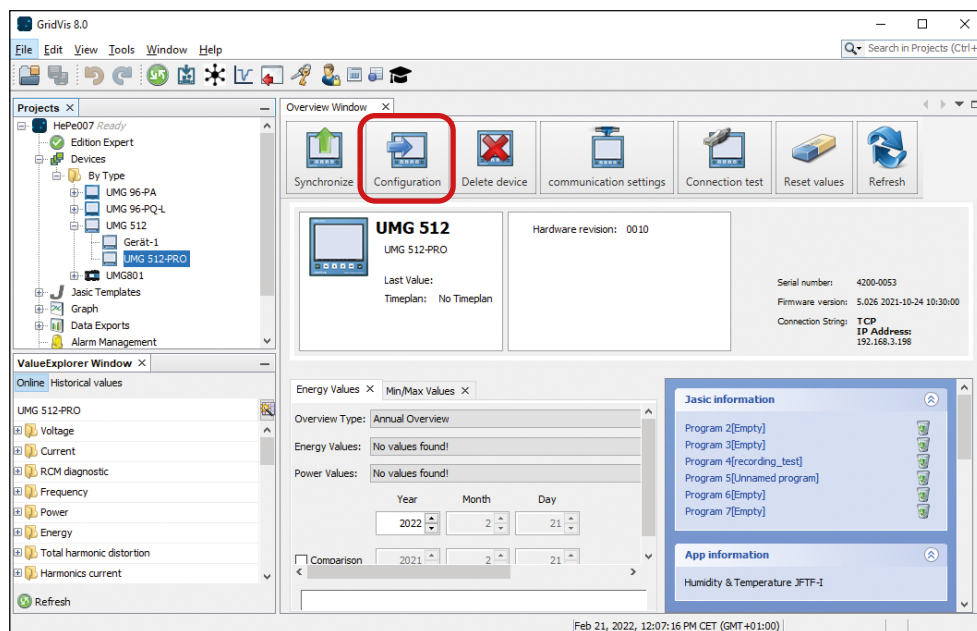 GridVis 8.0
File Edit View Tools Window Help
Search in Projects (Ctrl+
Projects
HePe007 Ready
Edition Expert
Devices
By Type
UMG 96-PA
UMG 96-PQ-L
UMG 512
Gerät-1
UMG 512-PRO
UMG801
Jasic Templates
Graph
Data Exports
Alarm Management
ValueExplorer Window
Online Historical values
UMG 512-PRO
Voltage
Current
RCM diagnostic
Frequency
Power
Energy
Total harmonic distortion
Harmonics current
Refresh
Overview Window
Synchronize Configuration Delete device communication settings Connection test Reset values Refresh
UMG 512
UMG 512-PRO
Last Value:
Timeplan: No Timeplan
Hardware revision: 0010
Serial number: 4200-0053
Firmware version: 5.026 2021-10-24 10:30:00
Connection String: TCP
IP Address:
192.168.3.198
Energy Values Min/Max Values
Overview Type: Annual Overview
Energy Values: No values found!
Power Values: No values found!
Year Month Day
2022 2 21
Comparison 2021 2 21
Jasic information
Program 2[Empty]
Program 3[Empty]
Program 4[recording_test]
Program 5[Unnamed program]
Program 6[Empty]
Program 7[Empty]
App information
Humidity & Temperature JFTF-I
Feb 21, 2022, 12:07:16 PM CET (GMT+01:00)